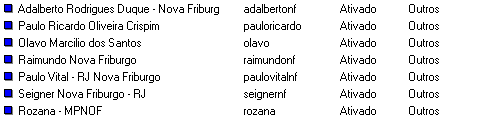 Adalberto Rodrigues Duque - Nova Friburg adalbertonf Ativado Outros
Paulo Ricardo Oliveira Crispim pauloricardo Ativado Outros
Olavo Marcilio dos Santos olavo Ativado Outros
Raimundo Nova Friburgo raimundonf Ativado Outros
Paulo Vital - RJ Nova Friburgo paulovitalnf Ativado Outros
Seigner Nova Friburgo - RJ seignernf Ativado Outros
Rozana - MPNOF rozana Ativado Outros